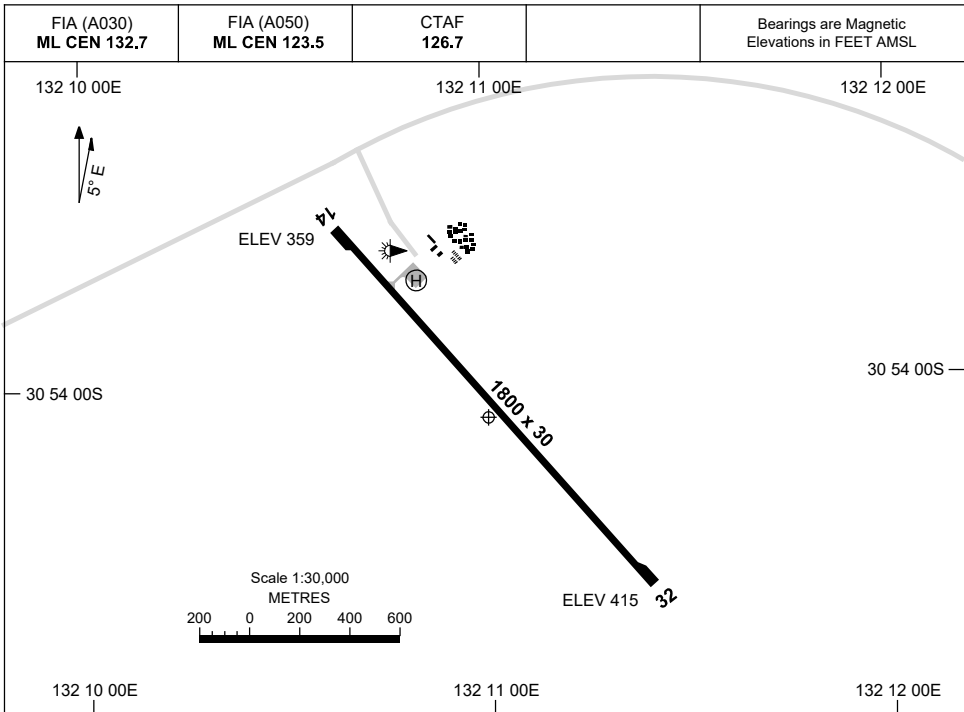 FIA (A030)
ML CEN 132.7
FIA (A050)
ML CEN 123.5
CTAF
126.7
Bearings are Magnetic
Elevations in FEET AMSL
132 10 00E
132 11 00E
132 12 00E
5° E
14
ELEV 359
H
30 54 00S
30 54 00S
1800 x 30
Scale 1:30,000
METRES
200 0 200 400 600
ELEV 415
32
132 10 00E
132 11 00E
132 12 00E